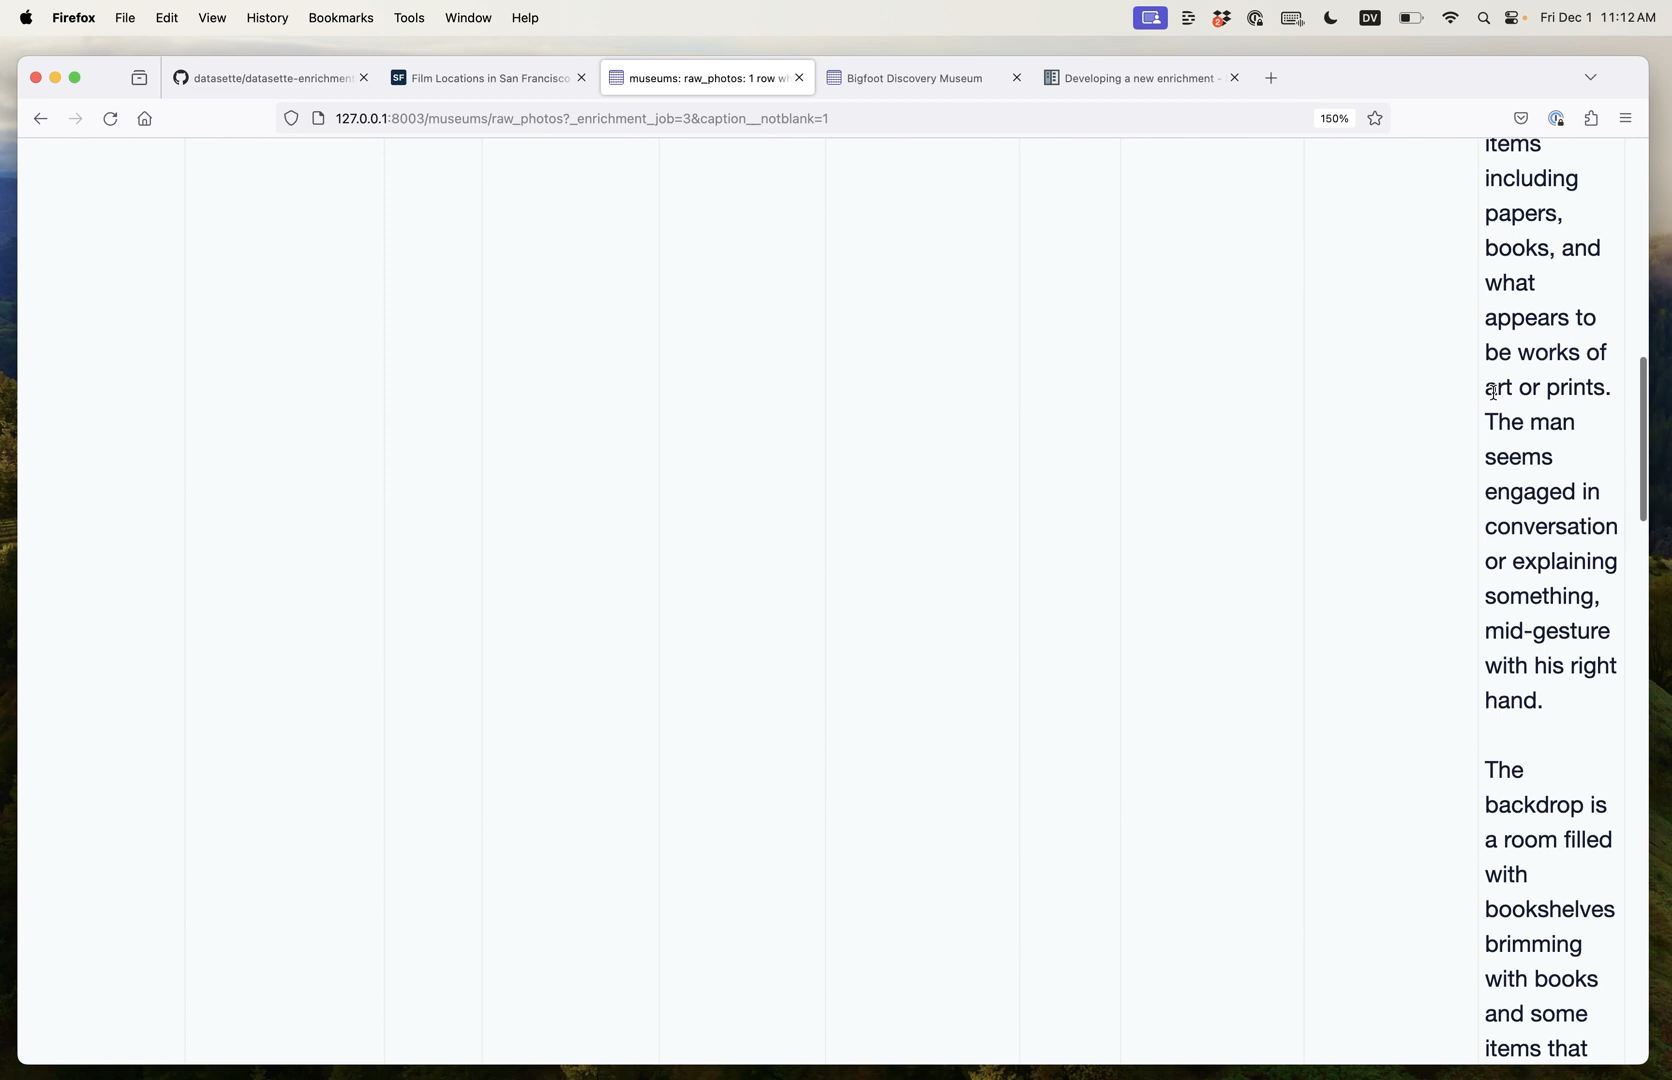 Firefox File Edit View History Bookmarks Tools Window Help
2 DV Fri Dec 1 11:12 AM
datasette/datasette-enrichmen
SF Film Locations in San Francisco
museums: raw_photos: 1 row wh
Bigfoot Discovery Museum
Developing a new enrichment -
127.0.0.1:8003/museums/raw_photos?_enrichment_job=3&caption__notblank=1
150%
items
including
papers,
books, and
what
appears to
be works of
art or prints.
The man
seems
engaged in
conversation
or explaining
something,
mid-gesture
with his right
hand.
The
backdrop is
a room filled
with
bookshelves
brimming
with books
and some
items that